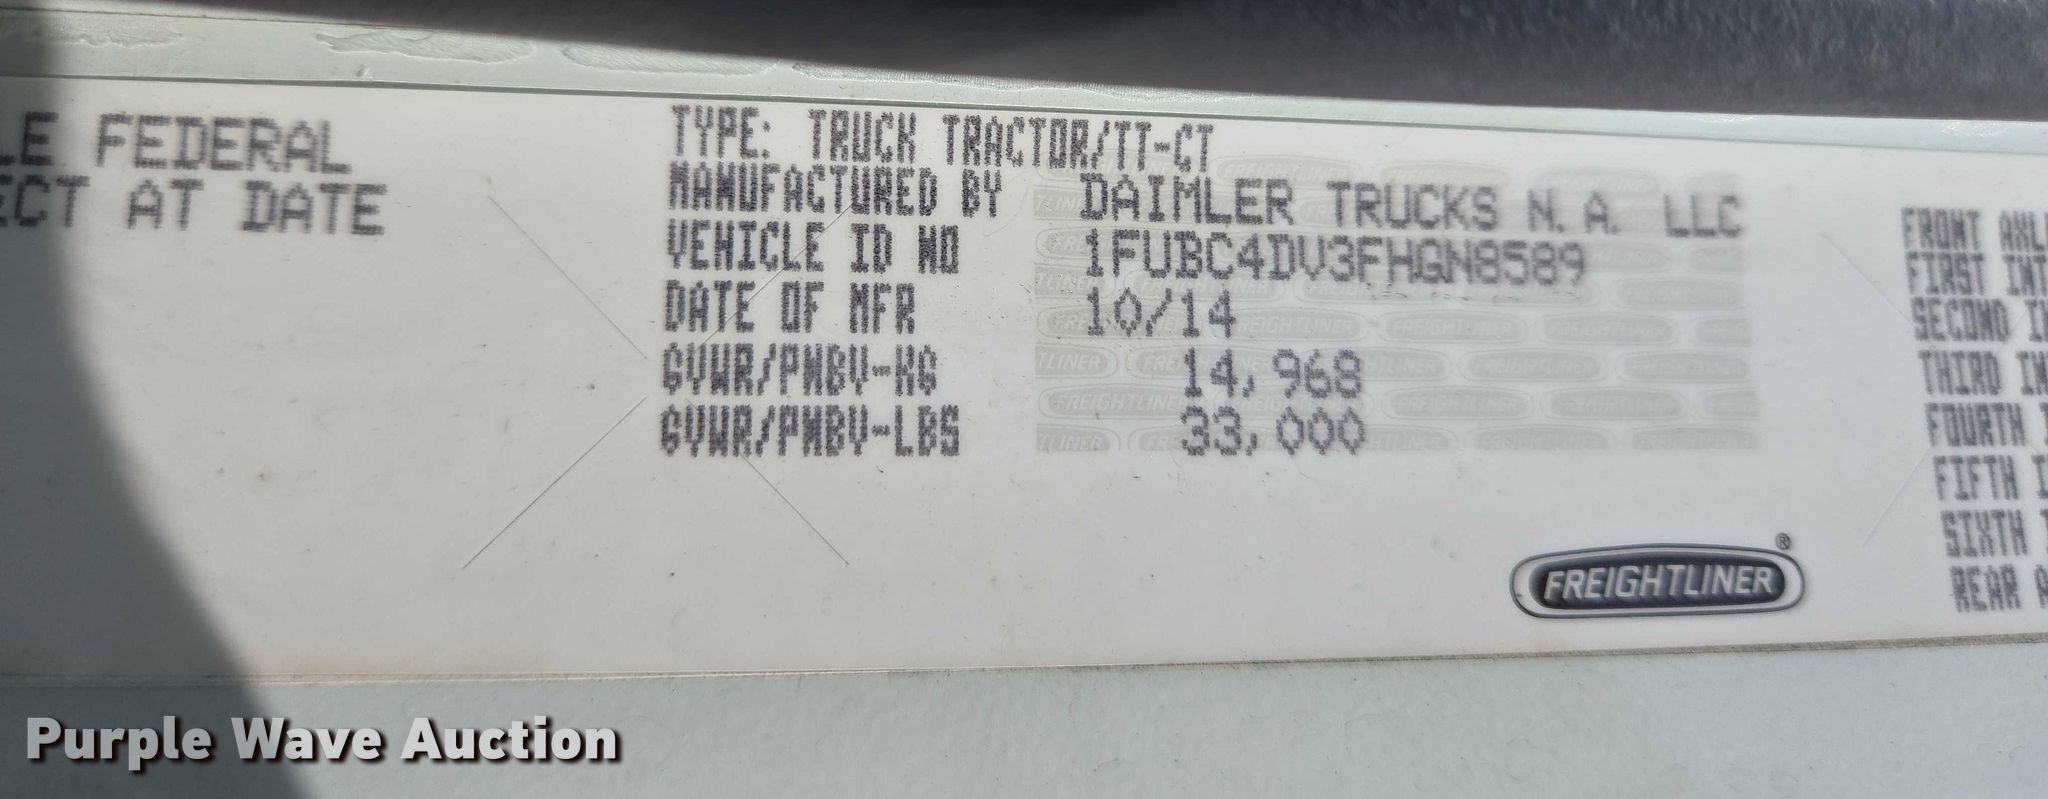 LE FEDERAL
ECT AT DATE
TYPE: TRUCK TRACTOR/TT-CT
MANUFACTURED BY DAIMLER TRUCKS N.A. LLC
VEHICLE ID NO 1FUBC4DV3FHGN8589
DATE OF MFR 10/14
GVWR/PNBV-KG 14,968
GVWR/PNBV-LBS 33,000
FRONT AXL
FIRST INT
SECOND IN
THIRD IN
FOURTH I
FIFTH I
SIXTH I
REAR A
FREIGHTLINER®
Purple Wave Auction